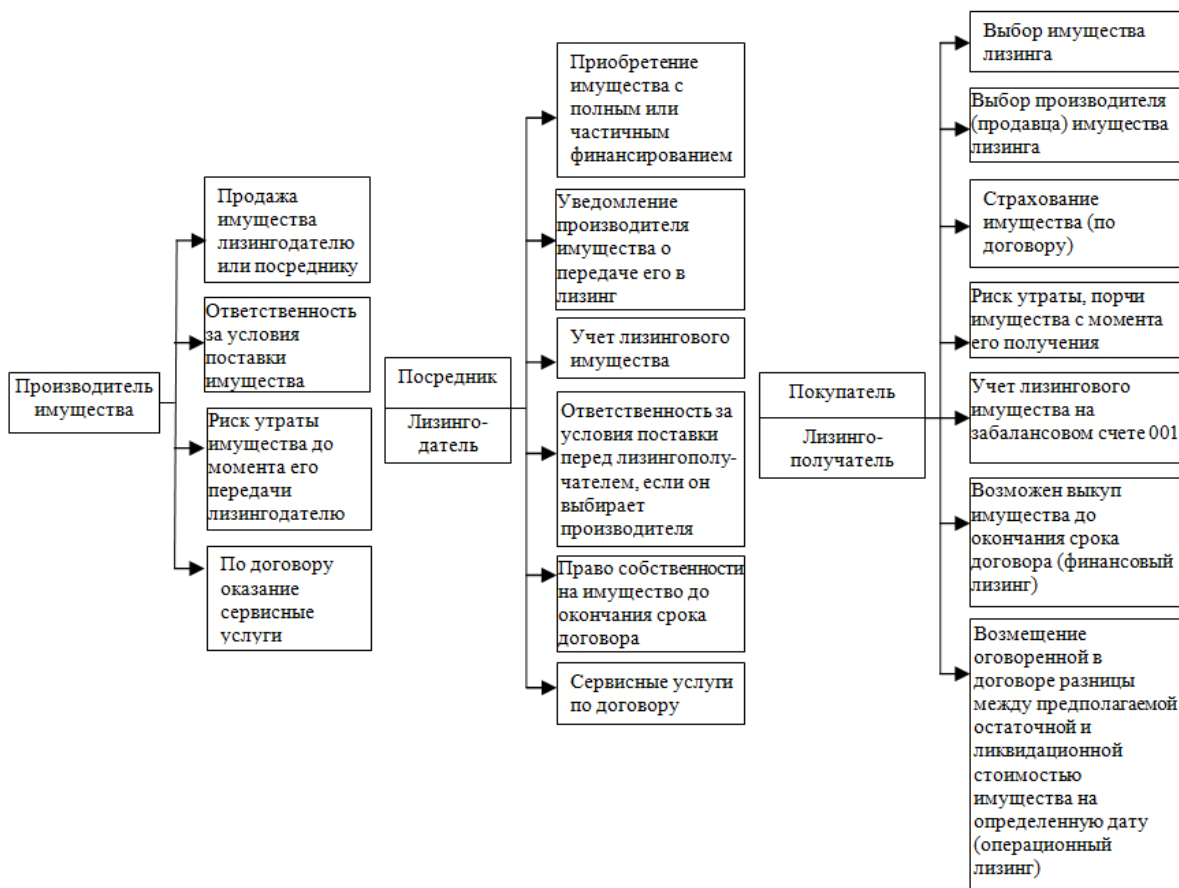 Производитель
имущества
Продажа
имущества
лизингодателю
или посреднику
Ответственность
за условия
поставки
имущества
Риск утраты
имущества до
момента его
передачи
лизингодателю
По договору
оказание
сервисные
услуги
Посредник
Лизинго-
датель
Приобретение
имущества с
полным или
частичным
финансированием
Уведомление
производителя
имущества о
передаче его в
лизинг
Учет лизингового
имущества
Ответственность за
условия поставки
перед лизингополу-
чателем, если он
выбирает
производителя
Право собственности
на имущество до
окончания срока
договора
Сервисные услуги
по договору
Покупатель
Лизинго-
получатель
Выбор имущества
лизинга
Выбор производителя
(продавца) имущества
лизинга
Страхование
имущества (по
договору)
Риск утраты, порчи
имущества с момента
его получения
Учет лизингового
имущества на
забалансовом счете 001
Возможен выкуп
имущества до
окончания срока
договора (финансовый
лизинг)
Возмещение
оговоренной в
договоре разницы
между предполагаемой
остаточной и
ликвидационной
стоимостью
имущества на
определенную дату
(операционный
лизинг)